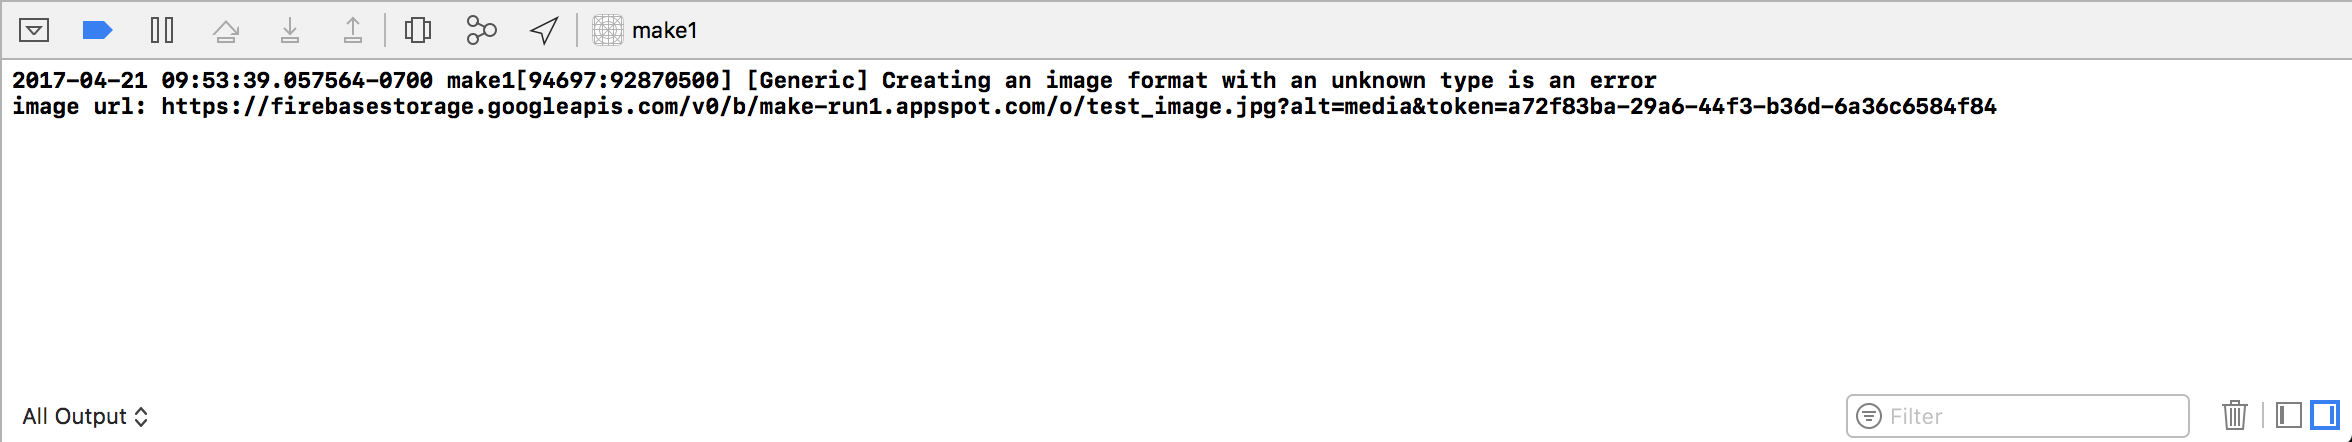 make1
2017-04-21 09:53:39.057564-0700 make1[94697:92870500] [Generic] Creating an image format with an unknown type is an error
image url: https://firebasestorage.googleapis.com/v0/b/make-run1.appspot.com/o/test_image.jpg?alt=media&token=a72f83ba-29a6-44f3-b36d-6a36c6584f84
All Output
Filter